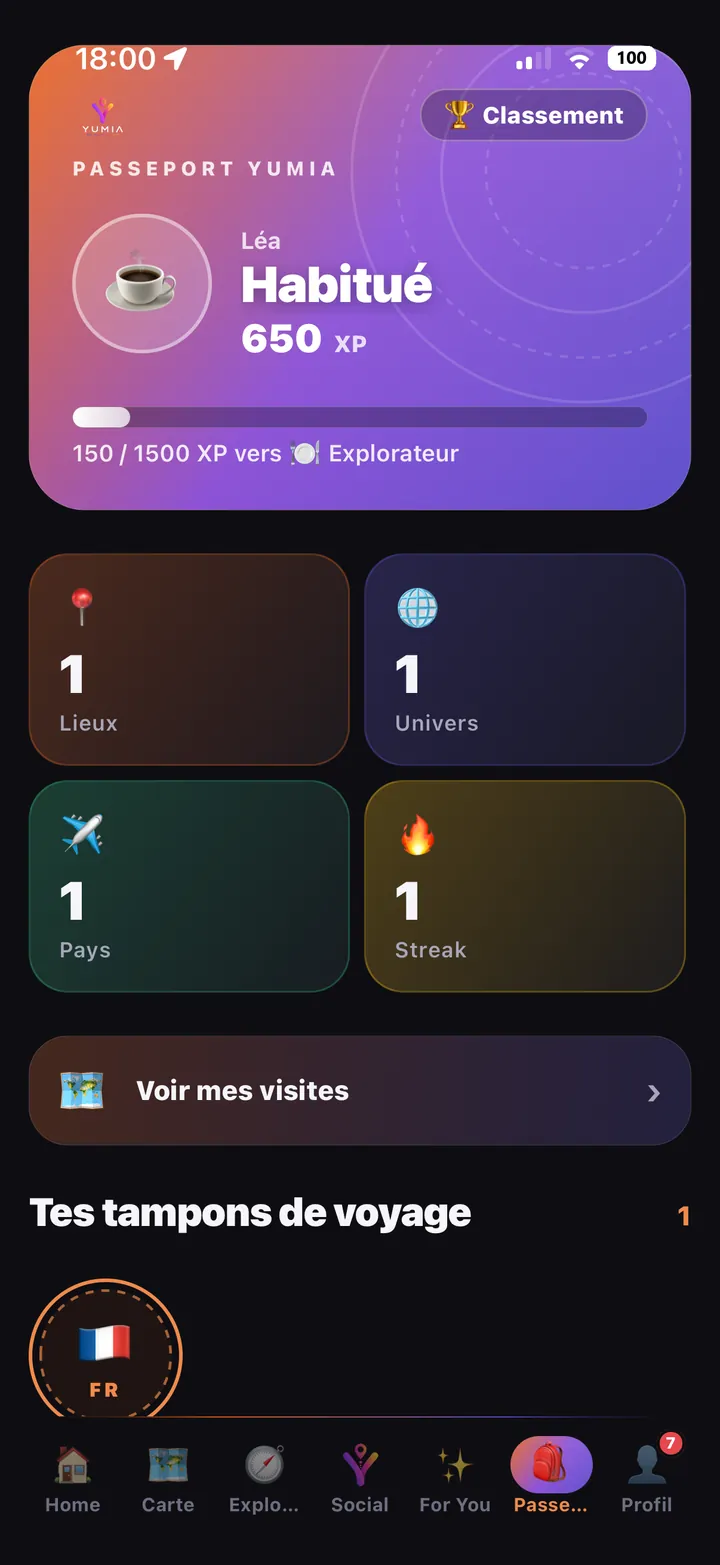 18:00
100
YUMIA
🏆 Classement
PASSEPORT YUMIA
Léa
Habitué
650 XP
150 / 1500 XP vers 🍽️ Explorateur
1
Lieux
1
Univers
1
Pays
1
Streak
Voir mes visites ›
Tes tampons de voyage
1
FR
7
Home
Carte
Explo...
Social
For You
Passe...
Profil